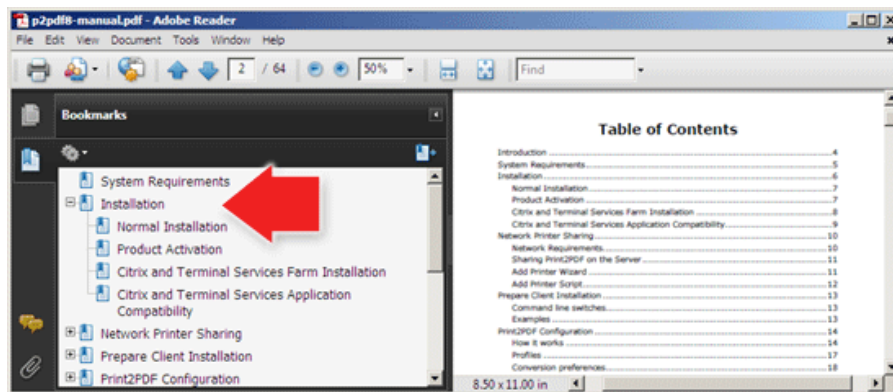 p2pdf8-manual.pdf - Adobe Reader
File Edit View Document Tools Window Help
2 / 64 50% Find
Bookmarks
System Requirements
Installation
Normal Installation
Product Activation
Citrix and Terminal Services Farm Installation
Citrix and Terminal Services Application
Compatibility
Network Printer Sharing
Prepare Client Installation
Print2PDF Configuration
Table of Contents
Introduction 4
System Requirements 5
Installation 6
Normal Installation 7
Product Activation 7
Citrix and Terminal Services Farm Installation 8
Citrix and Terminal Services Application Compatibility 9
Network Printer Sharing 10
Network Requirements 10
Sharing Print2PDF on the Server 11
Add Printer Wizard 11
Add Printer Script 12
Prepare Client Installation 13
Command line switches 13
Examples 13
Print2PDF Configuration 14
How it works 14
Profiles 17
Conversion preferences 18
8.50 x 11.00 in